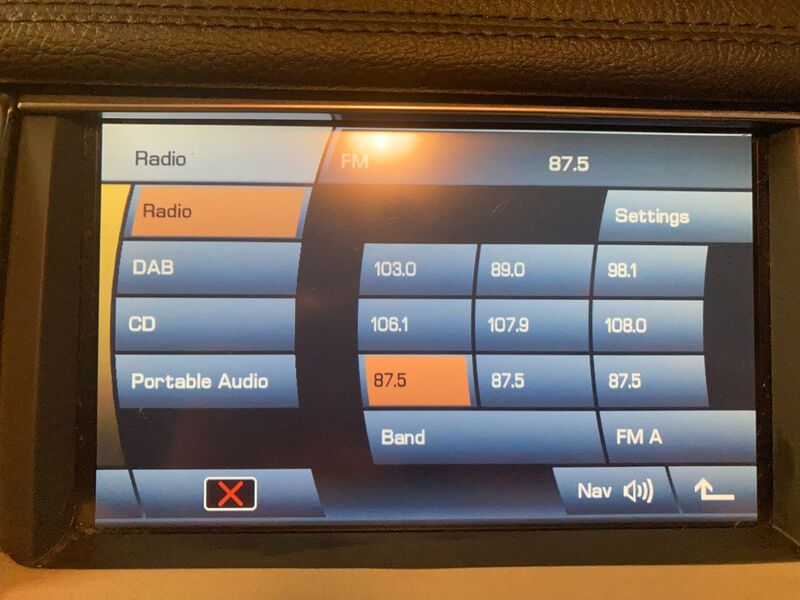 Radio FM 87.5
Radio Settings
DAB 103.0 89.0 98.1
CD 106.1 107.9 108.0
Portable Audio 87.5 87.5 87.5
Band FM A
Nav